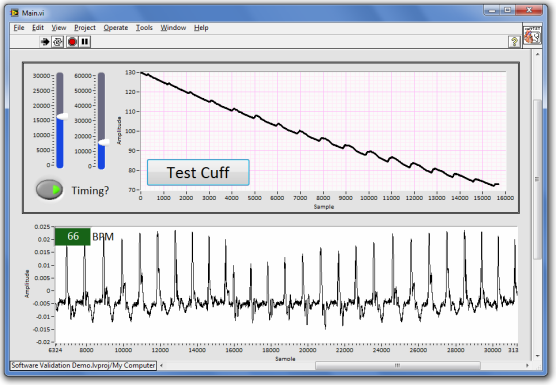 Main.vi
File Edit View Project Operate Tools Window Help
?
30000 60000
25000 50000
20000 40000
15000 30000
10000 20000
5000 10000
0 0
Timing?
130
120
110
100
90
80
70
Amplitude
Test Cuff
0 1000 2000 3000 4000 5000 6000 7000 8000 9000 10000 11000 12000 13000 14000 15000 16000
Sample
66 BPM
0.025
0.02
0.015
0.01
0.005
0
-0.005
-0.01
-0.015
-0.02
Amplitude
6324 8000 10000 12000 14000 16000 18000 20000 22000 24000 26000 28000 30000 3131
Sample
Software Validation Demo.lvproj/My Computer